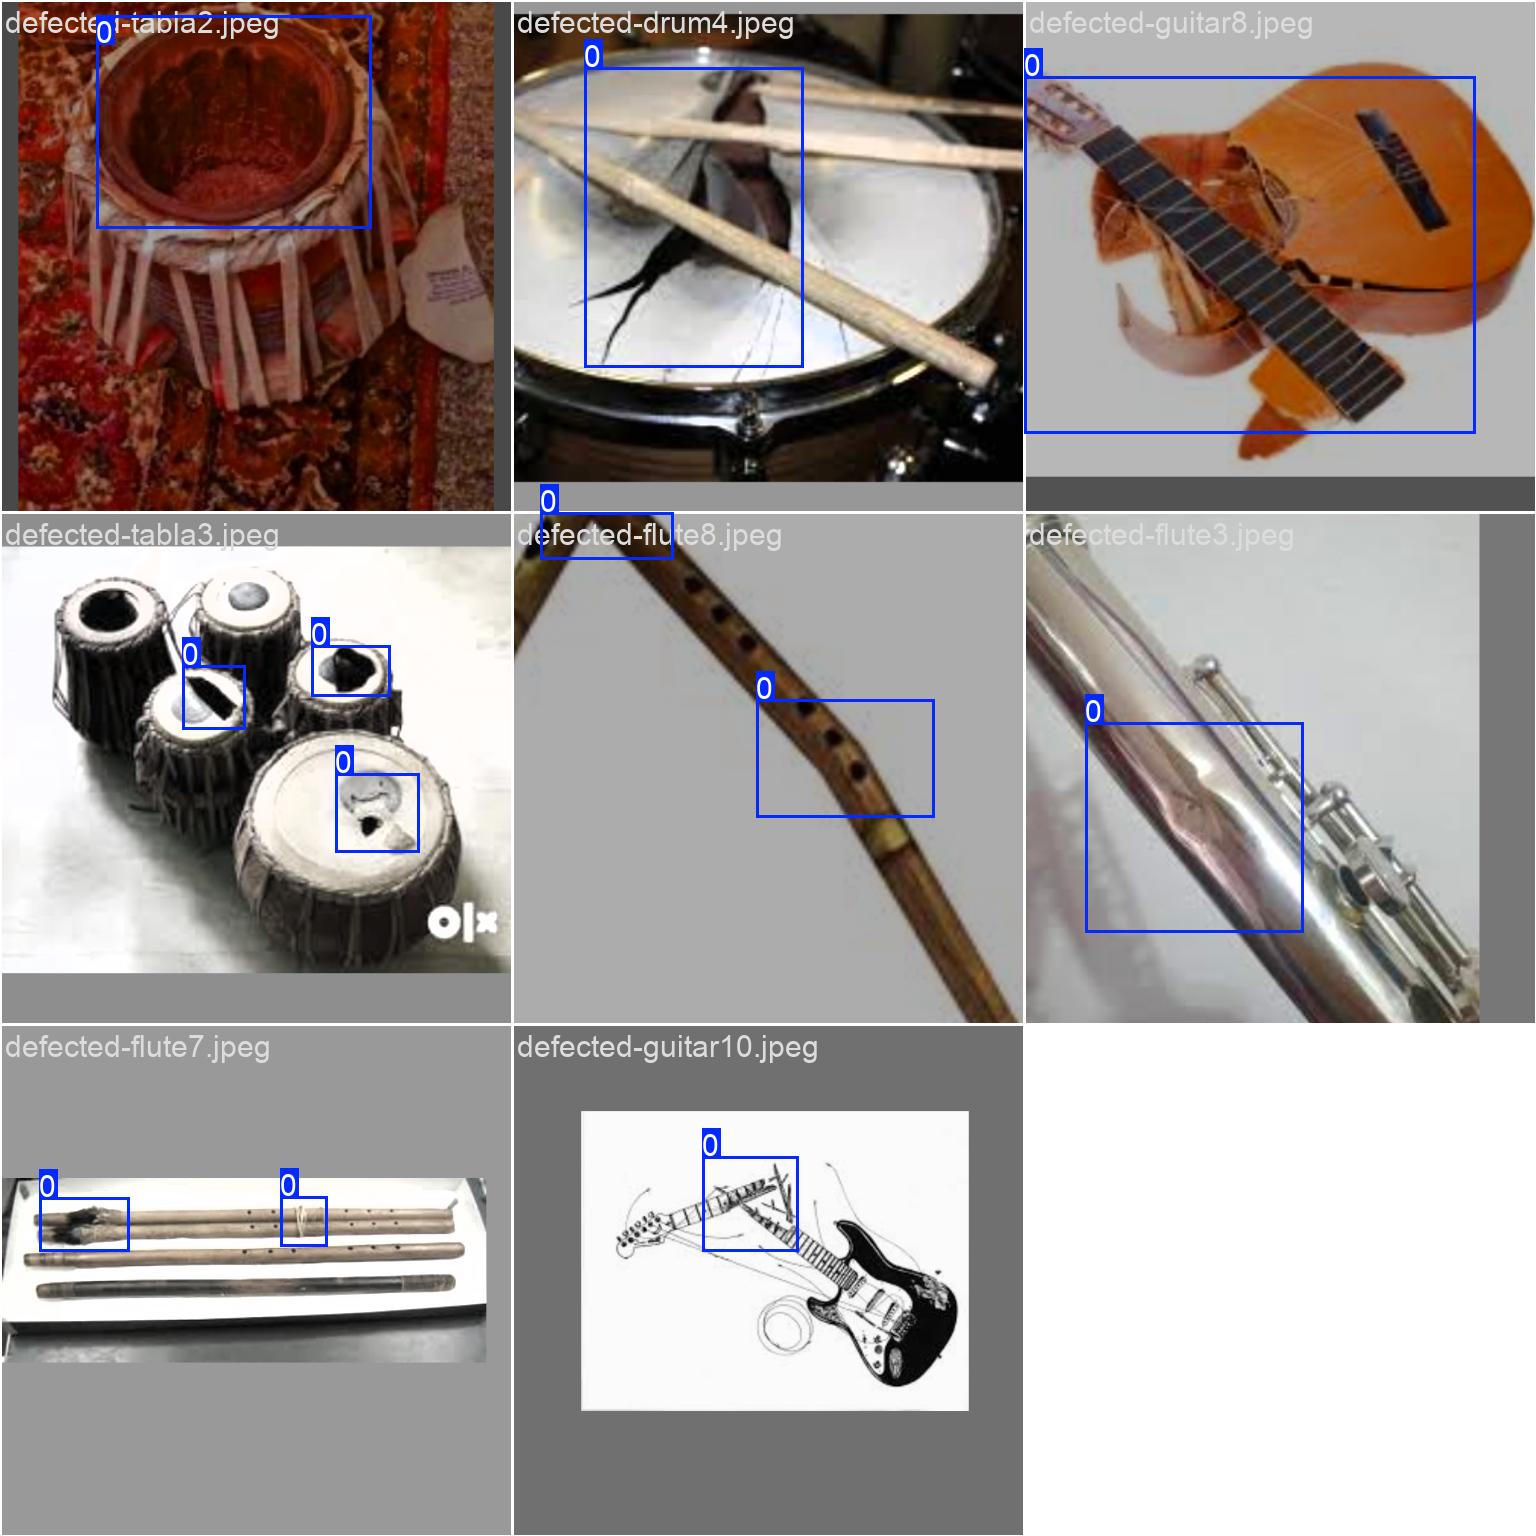 defected-tabla2.jpeg
0
defected-drum4.jpeg
0
defected-guitar8.jpeg
0
defected-tabla3.jpeg
0
0
0
olx
defected-flute8.jpeg
0
0
defected-flute3.jpeg
0
defected-flute7.jpeg
0
0
defected-guitar10.jpeg
0